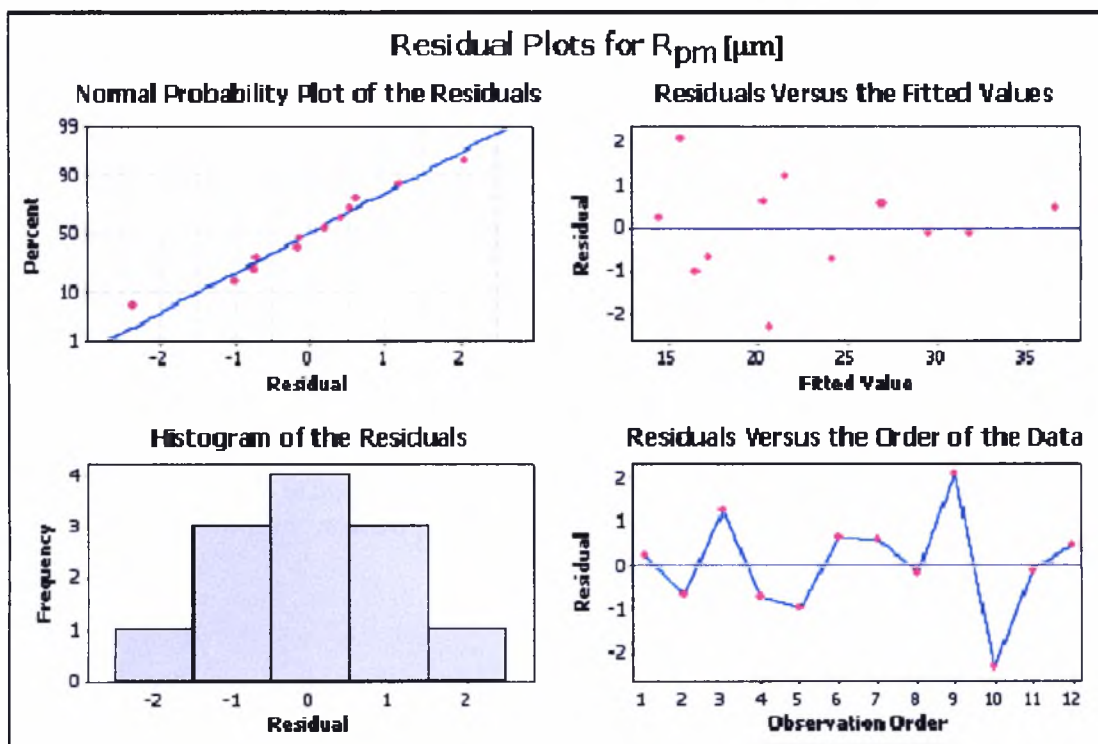 Residual Plots for Rpm [µm]
Normal Probability Plot of the Residuals
99
90
50
10
1
Percent
-2 -1 0 1 2
Residual
Residuals Versus the Fitted Values
2
1
0
-1
-2
Residual
15 20 25 30 35
Fitted Value
Histogram of the Residuals
4
3
2
1
0
Frequency
-2 -1 0 1 2
Residual
Residuals Versus the Order of the Data
2
1
0
-1
-2
Residual
1 2 3 4 5 6 7 8 9 10 11 12
Observation Order